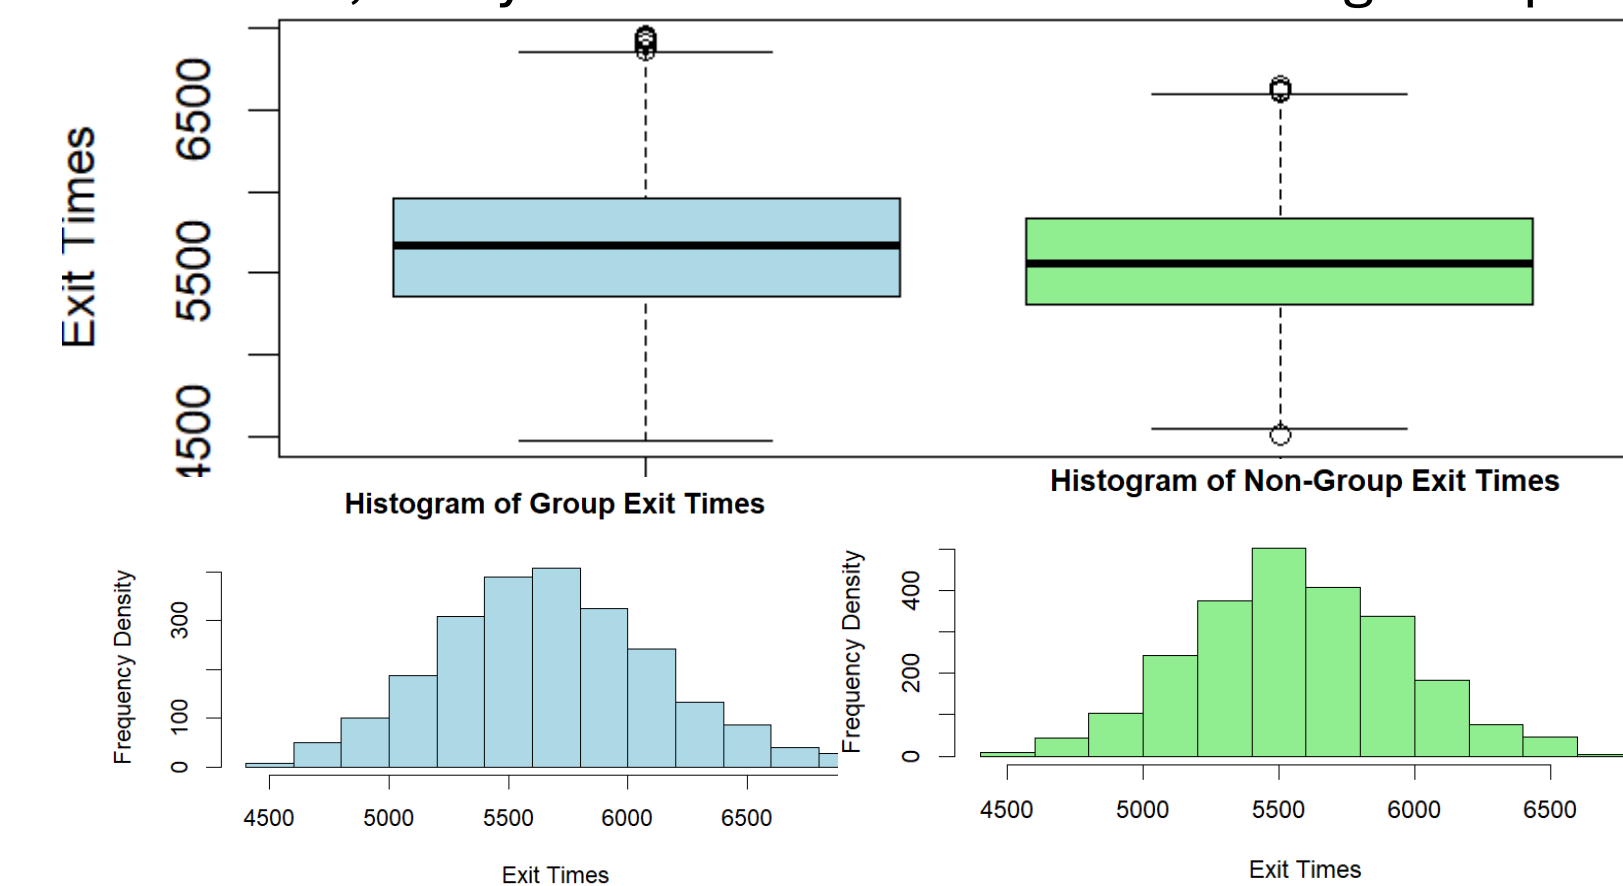 Exit Times
6500
5500
4500
Histogram of Group Exit Times
Histogram of Non-Group Exit Times
Frequency Density
300
100
0
4500 5000 5500 6000 6500
Exit Times
Frequency Density
400
200
0
4500 5000 5500 6000 6500
Exit Times